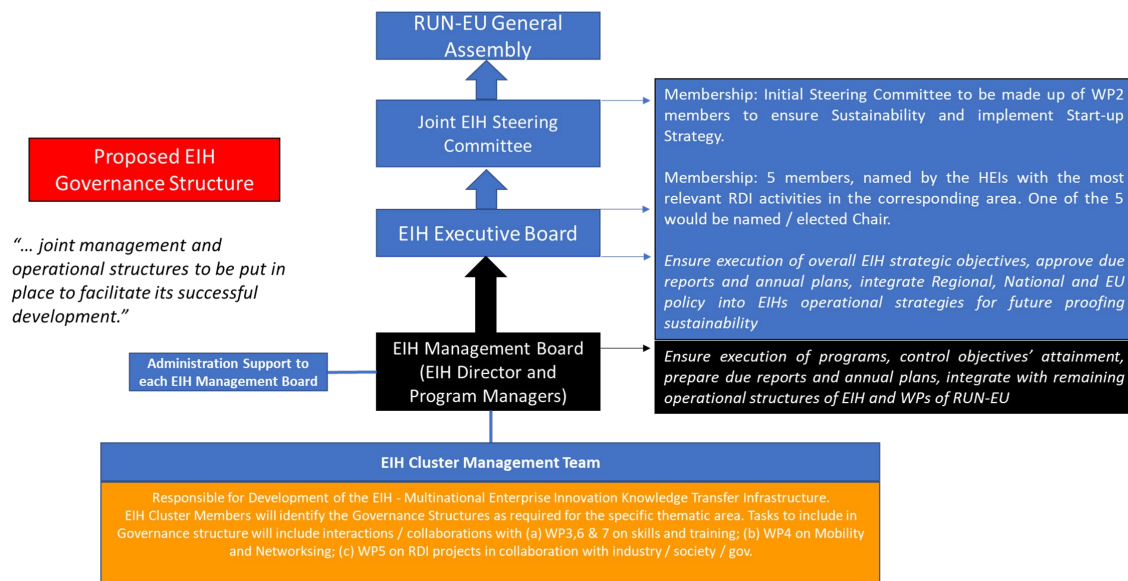 RUN-EU General
Assembly
Joint EIH Steering
Committee
EIH Executive Board
Proposed EIH
Governance Structure
“… joint management and
operational structures to be put in
place to facilitate its successful
development.”
Membership: Initial Steering Committee to be made up of WP2
members to ensure Sustainability and implement Start-up
Strategy.
Membership: 5 members, named by the HEIs with the most
relevant RDI activities in the corresponding area. One of the 5
would be named / elected Chair.
Ensure execution of overall EIH strategic objectives, approve due
reports and annual plans, integrate Regional, National and EU
policy into EIHs operational strategies for future proofing
sustainability
Administration Support to
each EIH Management Board
EIH Management Board
(EIH Director and
Program Managers)
Ensure execution of programs, control objectives’ attainment,
prepare due reports and annual plans, integrate with remaining
operational structures of EIH and WPs of RUN-EU
EIH Cluster Management Team
Responsible for Development of the EIH - Multinational Enterprise Innovation Knowledge Transfer Infrastructure.
EIH Cluster Members will identify the Governance Structures as required for the specific thematic area. Tasks to include in
Governance structure will include interactions / collaborations with (a) WP3,6 & 7 on skills and training; (b) WP4 on Mobility
and Networksing; (c) WP5 on RDI projects in collaboration with industry / society / gov.